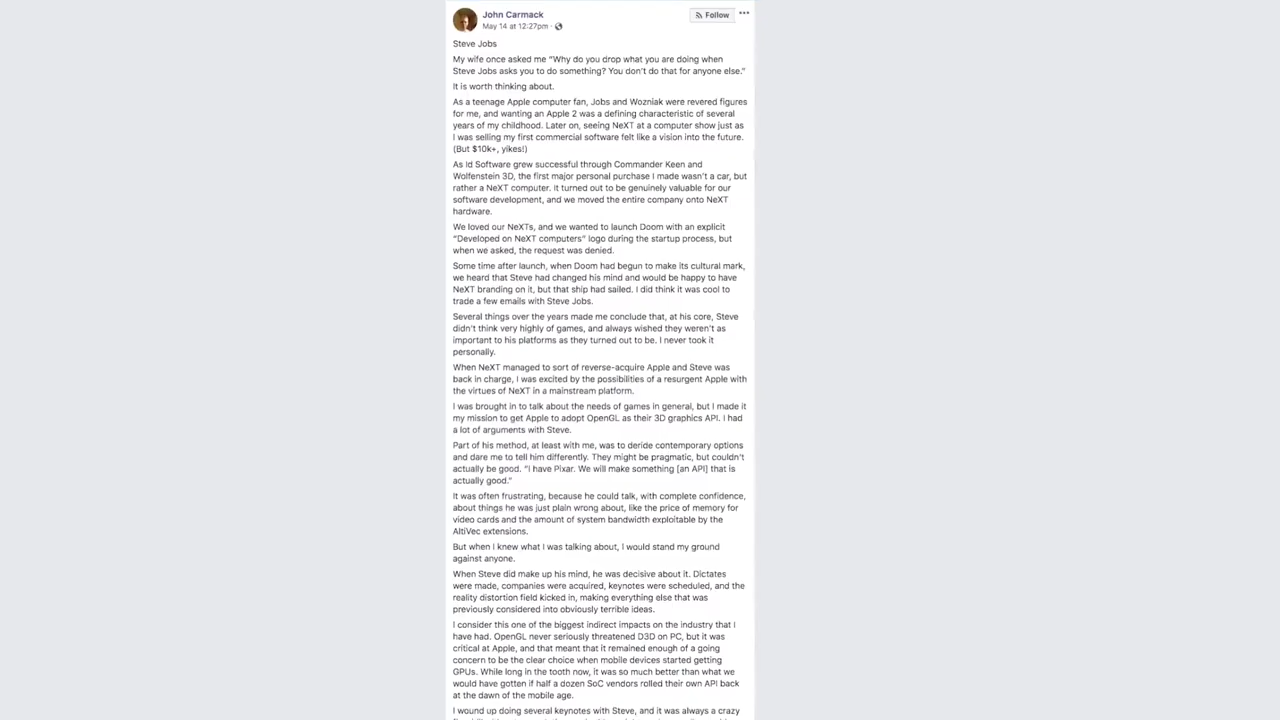 John Carmack
May 14 at 12:27pm ·
Follow
Steve Jobs
My wife once asked me “Why do you drop what you are doing when
Steve Jobs asks you to do something? You don’t do that for anyone else.”
It is worth thinking about.
As a teenage Apple computer fan, Jobs and Wozniak were revered figures
for me, and wanting an Apple 2 was a defining characteristic of several
years of my childhood. Later on, seeing NeXT at a computer show just as
I was selling my first commercial software felt like a vision into the future.
(But $10k+, yikes!)
As Id Software grew successful through Commander Keen and
Wolfenstein 3D, the first major personal purchase I made wasn’t a car, but
rather a NeXT computer. It turned out to be genuinely valuable for our
software development, and we moved the entire company onto NeXT
hardware.
We loved our NeXTs, and we wanted to launch Doom with an explicit
“Developed on NeXT computers” logo during the startup process, but
when we asked, the request was denied.
Some time after launch, when Doom had begun to make its cultural mark,
we heard that Steve had changed his mind and would be happy to have
NeXT branding on it, but that ship had sailed. I did think it was cool to
trade a few emails with Steve Jobs.
Several things over the years made me conclude that, at his core, Steve
didn’t think very highly of games, and always wished they weren’t as
important to his platforms as they turned out to be. I never took it
personally.
When NeXT managed to sort of reverse-acquire Apple and Steve was
back in charge, I was excited by the possibilities of a resurgent Apple with
the virtues of NeXT in a mainstream platform.
I was brought in to talk about the needs of games in general, but I made it
my mission to get Apple to adopt OpenGL as their 3D graphics API. I had
a lot of arguments with Steve.
Part of his method, at least with me, was to deride contemporary options
and dare me to tell him differently. They might be pragmatic, but couldn’t
actually be good. “I have Pixar. We will make something [an API] that is
actually good.”
It was often frustrating, because he could talk, with complete confidence,
about things he was just plain wrong about, like the price of memory for
video cards and the amount of system bandwidth exploitable by the
AltiVec extensions.
But when I knew what I was talking about, I would stand my ground
against anyone.
When Steve did make up his mind, he was decisive about it. Dictates
were made, companies were acquired, keynotes were scheduled, and the
reality distortion field kicked in, making everything else that was
previously considered into obviously terrible ideas.
I consider this one of the biggest indirect impacts on the industry that I
have had. OpenGL never seriously threatened D3D on PC, but it was
critical at Apple, and that meant that it remained enough of a going
concern to be the clear choice when mobile devices started getting
GPUs. While long in the tooth now, it was so much better than what we
would have gotten if half a dozen SoC vendors rolled their own API back
at the dawn of the mobile age.
I wound up doing several keynotes with Steve, and it was always a crazy